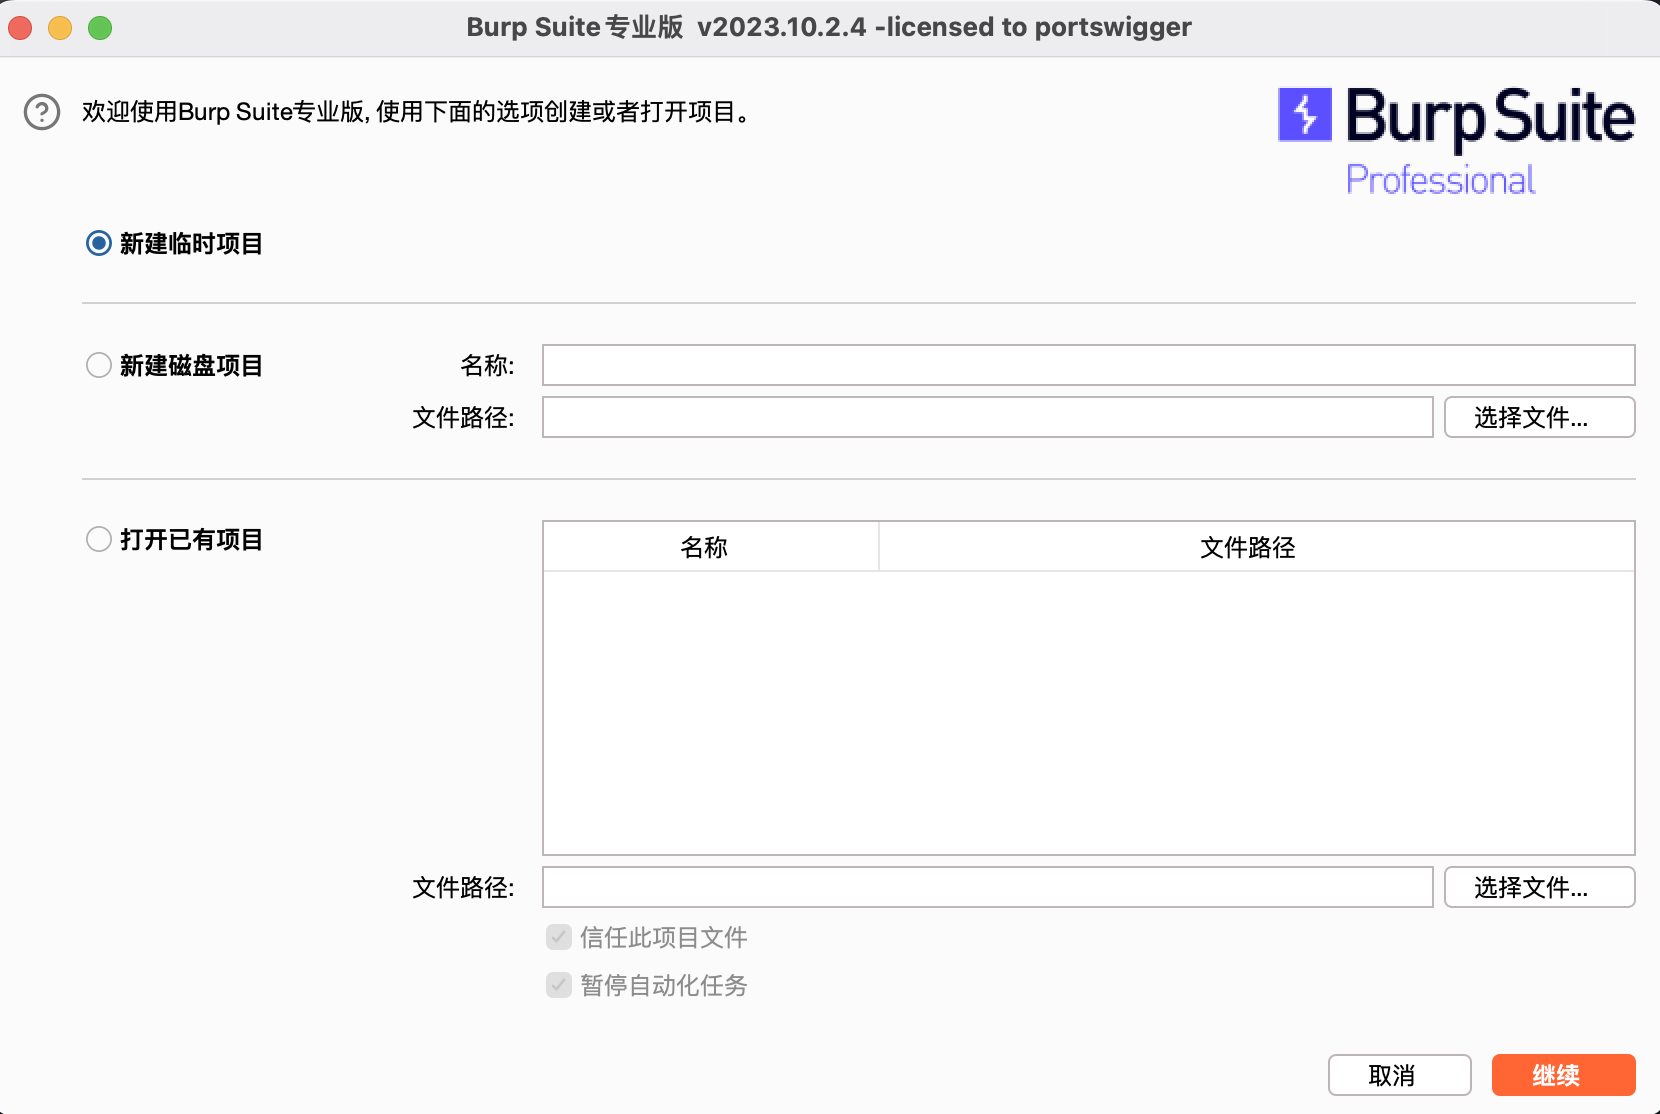 Burp Suite专业版 v2023.10.2.4 -licensed to portswigger
欢迎使用Burp Suite专业版, 使用下面的选项创建或者打开项目。
Burp Suite
Professional
新建临时项目
新建磁盘项目
名称:
文件路径:
选择文件...
打开已有项目
名称 文件路径
文件路径:
选择文件...
信任此项目文件
暂停自动化任务
取消
继续